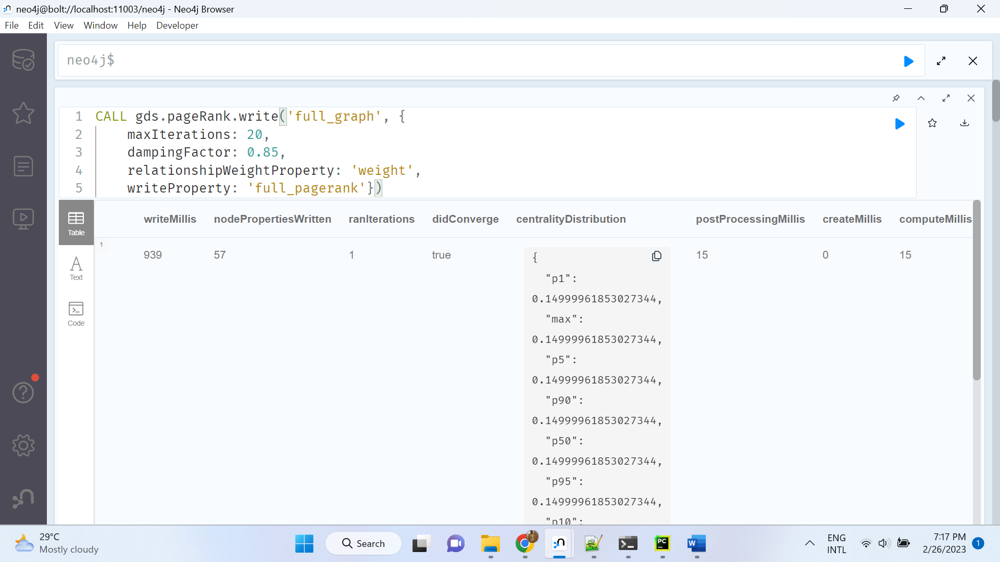 neo4j@bolt://localhost:11003/neo4j - Neo4j Browser
File Edit View Window Help Developer
neo4j$
1 CALL gds.pageRank.write('full_graph', {
2 maxIterations: 20,
3 dampingFactor: 0.85,
4 relationshipWeightProperty: 'weight',
5 writeProperty: 'full_pagerank'})
Table
Text
Code
writeMillis nodePropertiesWritten ranIterations didConverge centralityDistribution postProcessingMillis createMillis computeMillis
1
939 57 1 true { 15 0 15
"p1":
0.14999961853027344,
"max":
0.14999961853027344,
"p5":
0.14999961853027344,
"p90":
0.14999961853027344,
"p50":
0.14999961853027344,
"p95":
0.14999961853027344,
"p10":
29°C
Mostly cloudy
Search
PC
W
ENG
INTL
7:17 PM
2/26/2023
1